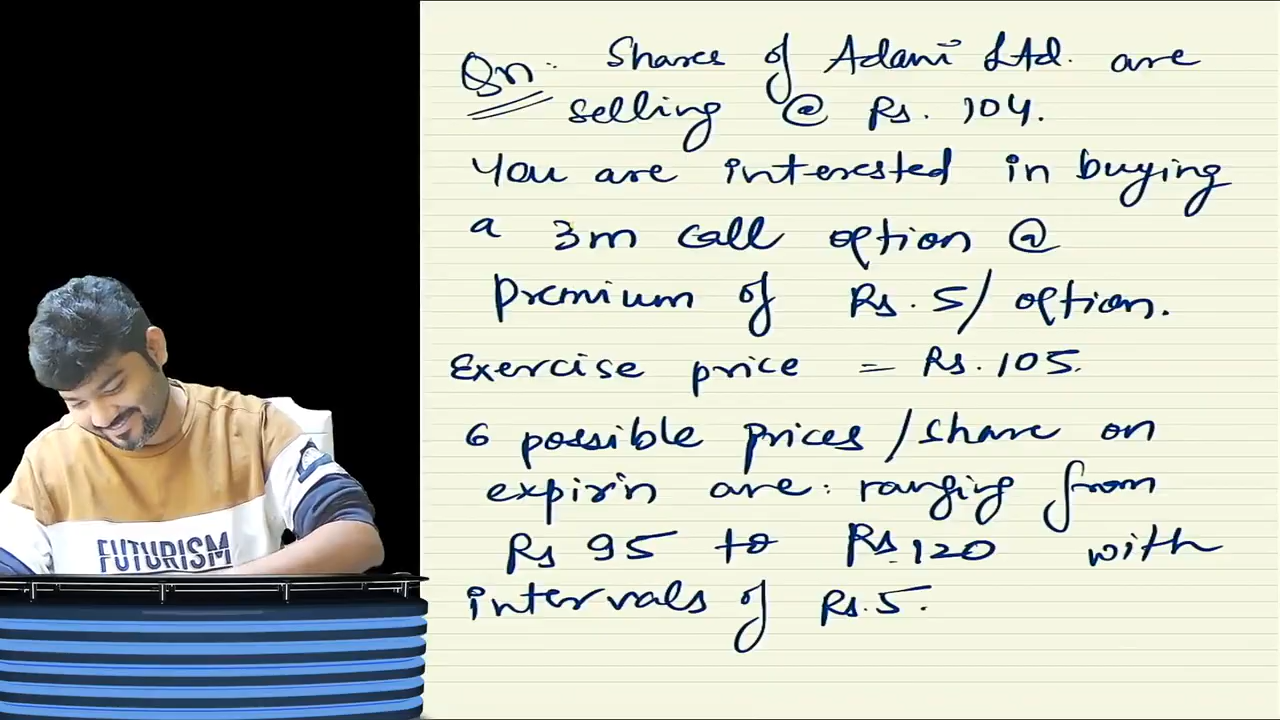 Qn: Shares of Adani Ltd. are
selling @ Rs. 104.
You are interested in buying
a 3m call option @
premium of Rs. 5/ option.
Exercise price = Rs. 105.
6 possible prices / share on
expirin are: ranging from
Rs 95 to Rs. 120 with
intervals of Rs. 5.
FUTURISM